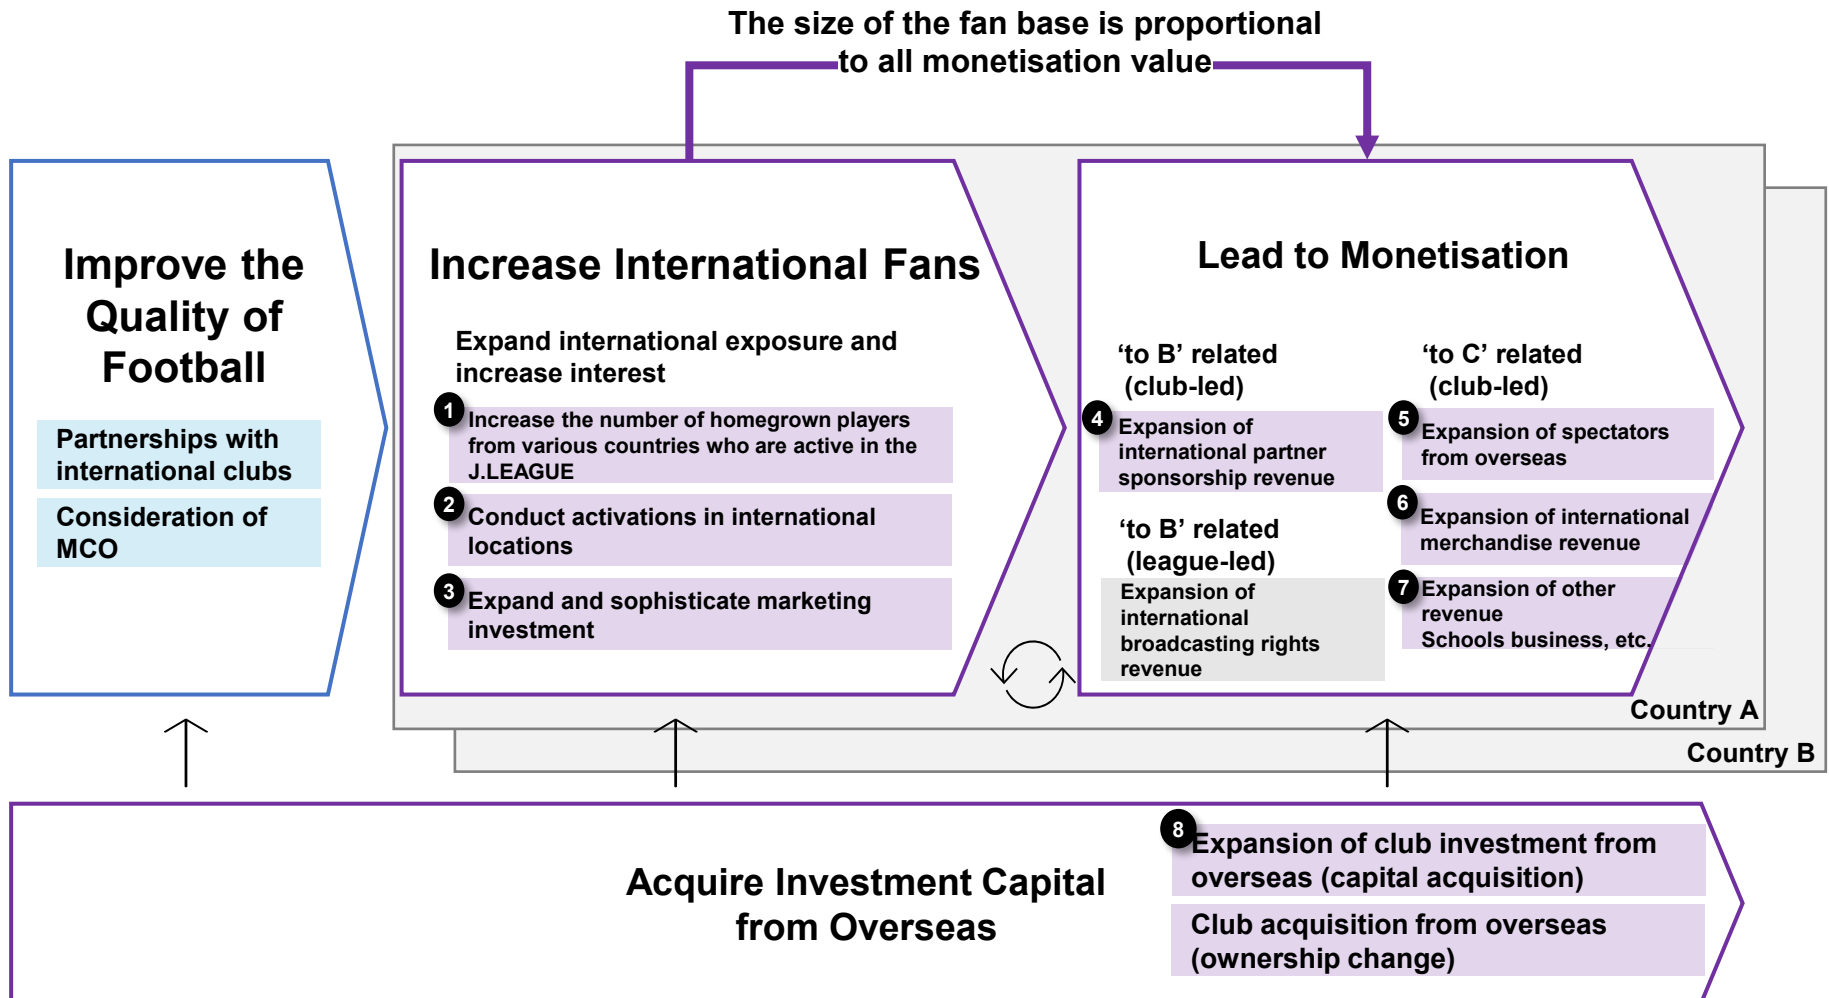 The size of the fan base is proportional
to all monetisation value
Improve the
Quality of
Football
Partnerships with
international clubs
Consideration of
MCO
Increase International Fans
Expand international exposure and
increase interest
1
Increase the number of homegrown players
from various countries who are active in the
J.LEAGUE
2
Conduct activations in international
locations
3
Expand and sophisticate marketing
investment
Lead to Monetisation
‘to B’ related
(club-led)
4
Expansion of
international partner
sponsorship revenue
‘to B’ related
(league-led)
Expansion of
international
broadcasting rights
revenue
‘to C’ related
(club-led)
5
Expansion of spectators
from overseas
6
Expansion of international
merchandise revenue
7
Expansion of other
revenue
Schools business, etc.
Country A
Country B
Acquire Investment Capital
from Overseas
8
Expansion of club investment from
overseas (capital acquisition)
Club acquisition from overseas
(ownership change)